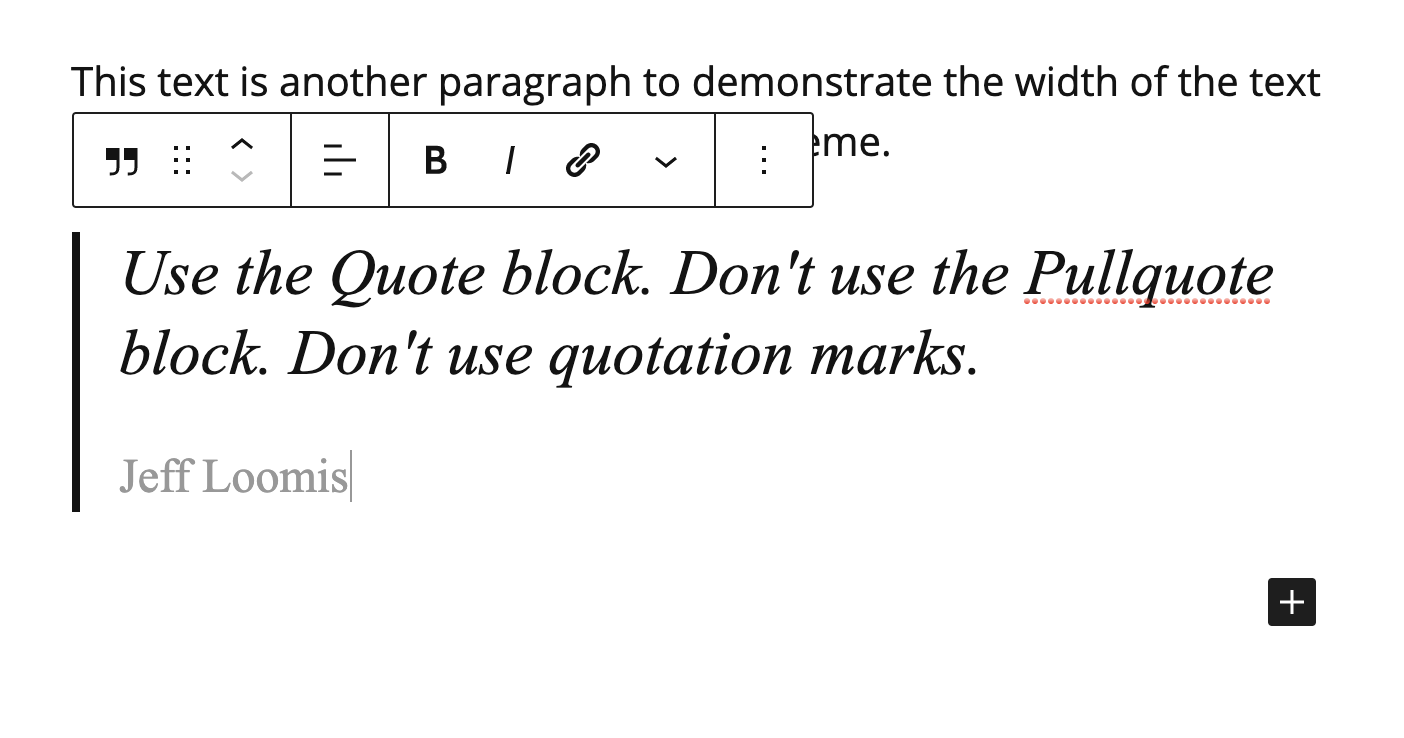 This text is another paragraph to demonstrate the width of the text
eme.
B I
Use the Quote block. Don't use the Pullquote
block. Don't use quotation marks.
Jeff Loomis